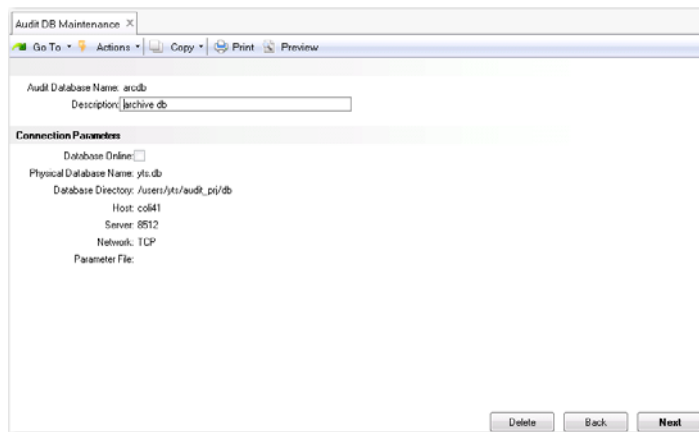 Audit DB Maintenance
Go To Actions Copy Print Preview
Audit Database Name: arcdb
Description: archive db
Connection Parameters
Database Online:
Physical Database Name: yts.db
Database Directory: /users/yts/audit_prj/db
Host: coli41
Server: 8512
Network: TCP
Parameter File:
Delete Back Next